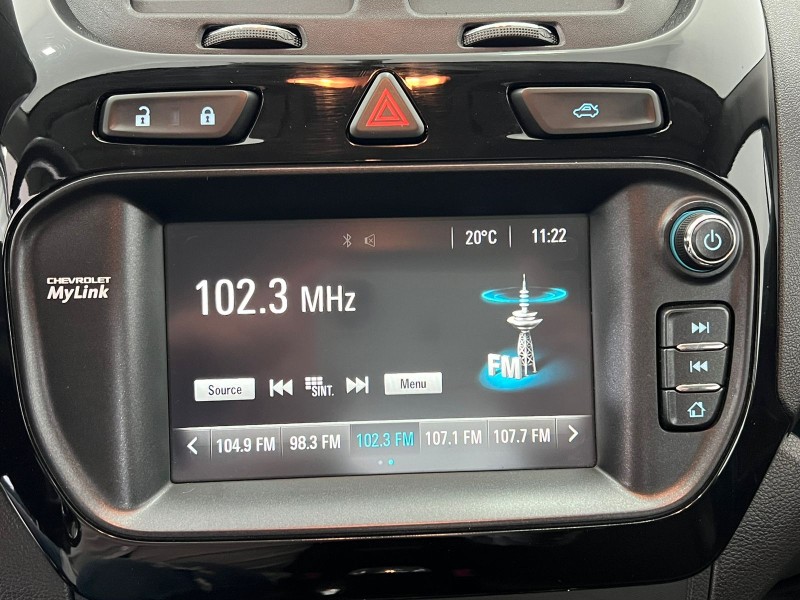 20°C 11:22
CHEVROLET
MyLink
102.3 MHz
FM
Source SINT. Menu
104.9 FM 98.3 FM 102.3 FM 107.1 FM 107.7 FM